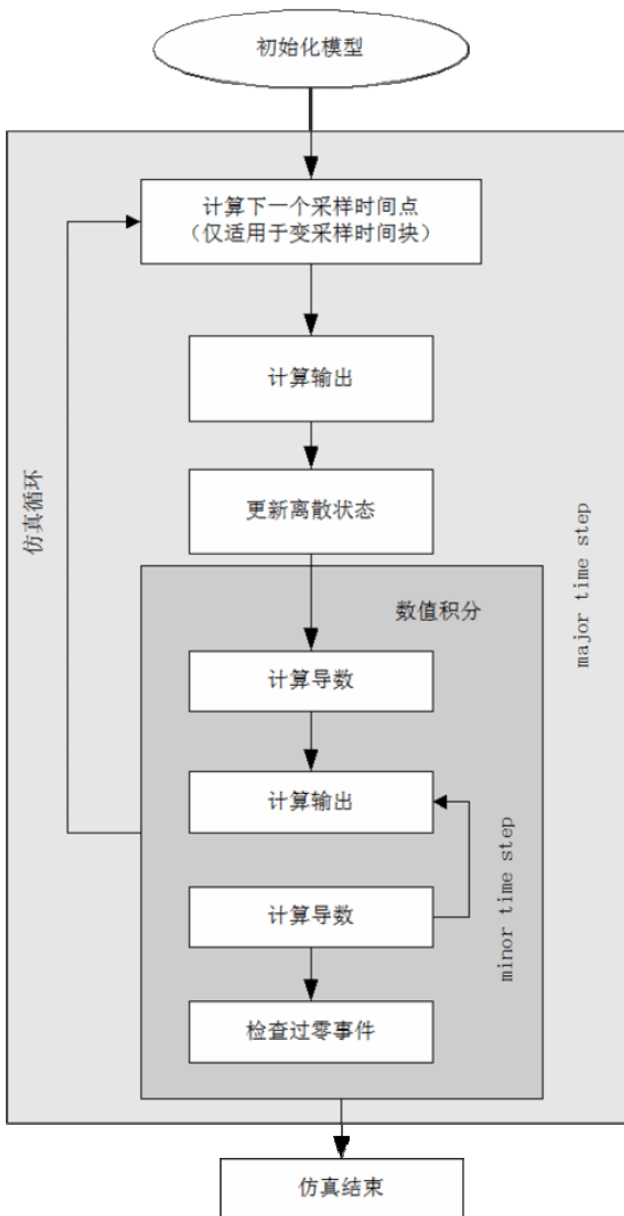 初始化模型
计算下一个采样时间点
（仅适用于变采样时间块）
计算输出
更新离散状态
仿真循环
major time step
数值积分
计算导数
计算输出
计算导数
minor time step
检查过零事件
仿真结束